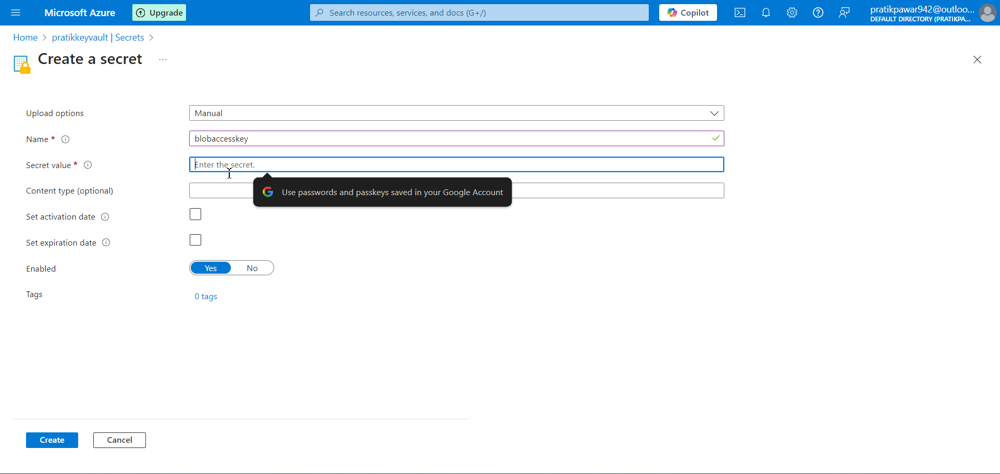 Microsoft Azure
Upgrade
Search resources, services, and docs (G+/)
Copilot
pratikpawar942@outloo...
DEFAULT DIRECTORY (PRATIKPA...
Home > pratikkeyvault | Secrets >
Create a secret ...
Upload options
Manual
Name *
blobaccesskey
Secret value *
Enter the secret.
Content type (optional)
Use passwords and passkeys saved in your Google Account
Set activation date
Set expiration date
Enabled
Yes No
Tags
0 tags
Create
Cancel